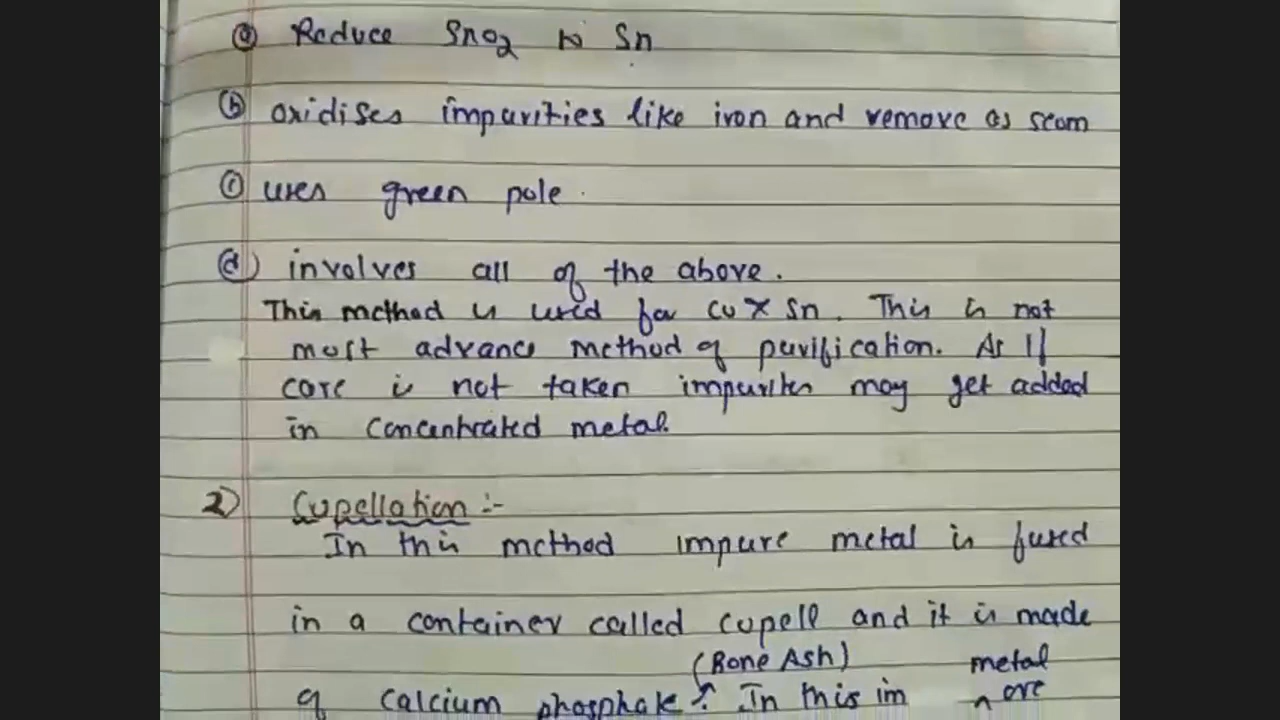 (a) Reduce SnO2 to Sn
(b) oxidises impurities like iron and remove as scom
(c) uses green pole.
(d) involves all of the above.
This method is used for Cu & Sn. This is not
most advance method of purification. As if
care is not taken impurites may get added
in concentrated metal.
2) Cupellation :-
In this method impure metal is fused
in a container called cupell and it is made
(Bone Ash) metal
of calcium phosphate. In this im ore